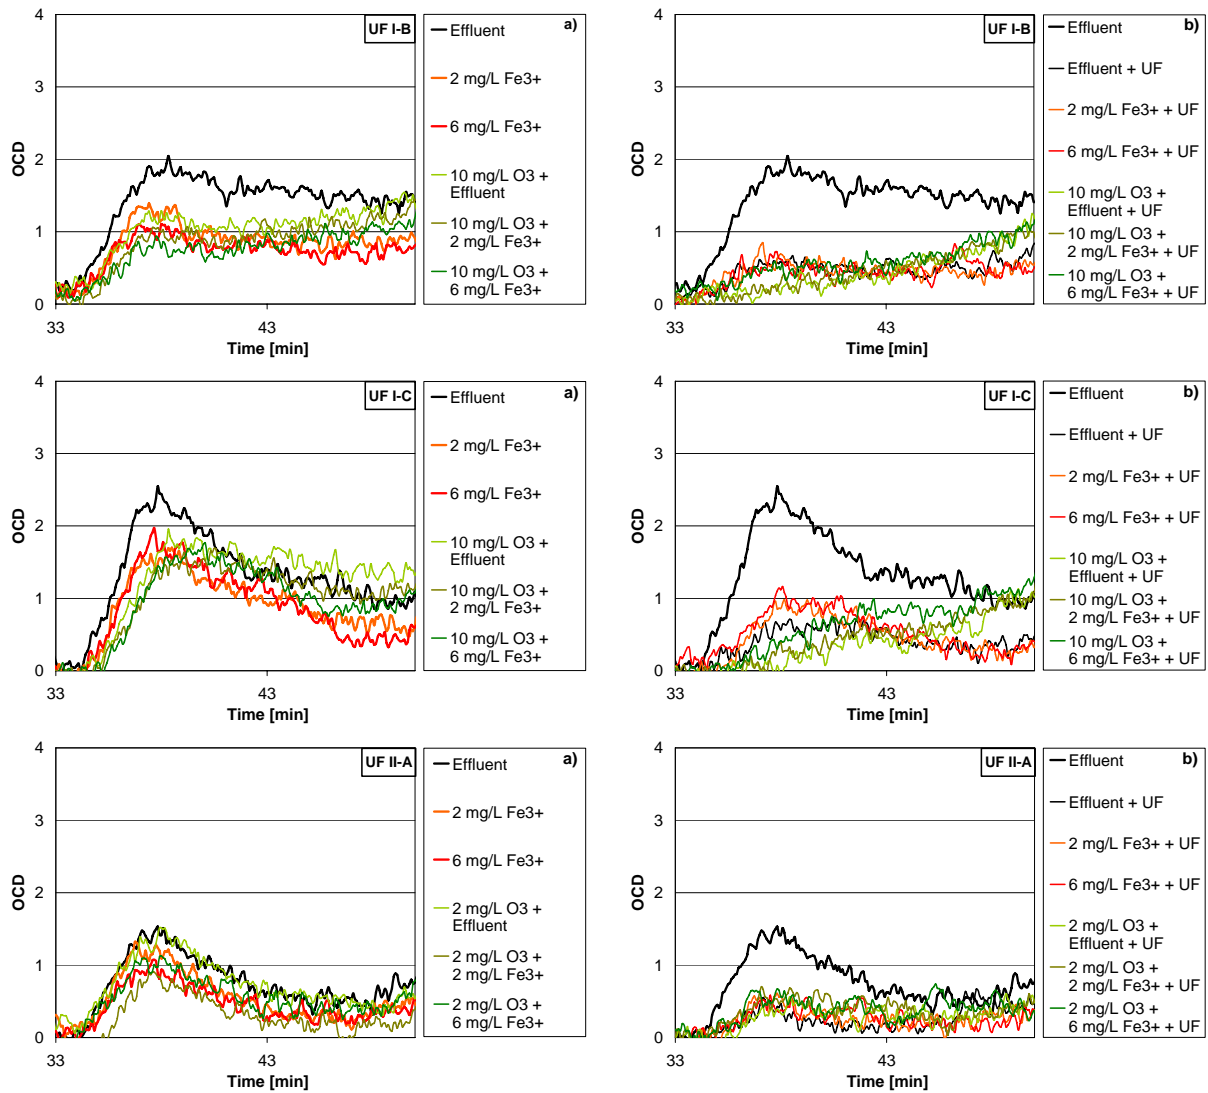 4
3
2
1
0
OCD
33
43
Time [min]
UF I-B
a)
Effluent
2 mg/L Fe3+
6 mg/L Fe3+
10 mg/L O3 +
Effluent
10 mg/L O3 +
2 mg/L Fe3+
10 mg/L O3 +
6 mg/L Fe3+
4
3
2
1
0
OCD
33
43
Time [min]
UF I-B
b)
Effluent
Effluent + UF
2 mg/L Fe3+ + UF
6 mg/L Fe3+ + UF
10 mg/L O3 +
Effluent + UF
10 mg/L O3 +
2 mg/L Fe3+ + UF
10 mg/L O3 +
6 mg/L Fe3+ + UF
4
3
2
1
0
OCD
33
43
Time [min]
UF I-C
a)
Effluent
2 mg/L Fe3+
6 mg/L Fe3+
10 mg/L O3 +
Effluent
10 mg/L O3 +
2 mg/L Fe3+
10 mg/L O3 +
6 mg/L Fe3+
4
3
2
1
0
OCD
33
43
Time [min]
UF I-C
b)
Effluent
Effluent + UF
2 mg/L Fe3+ + UF
6 mg/L Fe3+ + UF
10 mg/L O3 +
Effluent + UF
10 mg/L O3 +
2 mg/L Fe3+ + UF
10 mg/L O3 +
6 mg/L Fe3+ + UF
4
3
2
1
0
OCD
33
43
Time [min]
UF II-A
a)
Effluent
2 mg/L Fe3+
6 mg/L Fe3+
2 mg/L O3 +
Effluent
2 mg/L O3 +
2 mg/L Fe3+
2 mg/L O3 +
6 mg/L Fe3+
4
3
2
1
0
OCD
33
43
Time [min]
UF II-A
b)
Effluent
Effluent + UF
2 mg/L Fe3+ + UF
6 mg/L Fe3+ + UF
2 mg/L O3 +
Effluent + UF
2 mg/L O3 +
2 mg/L Fe3+ + UF
2 mg/L O3 +
6 mg/L Fe3+ + UF